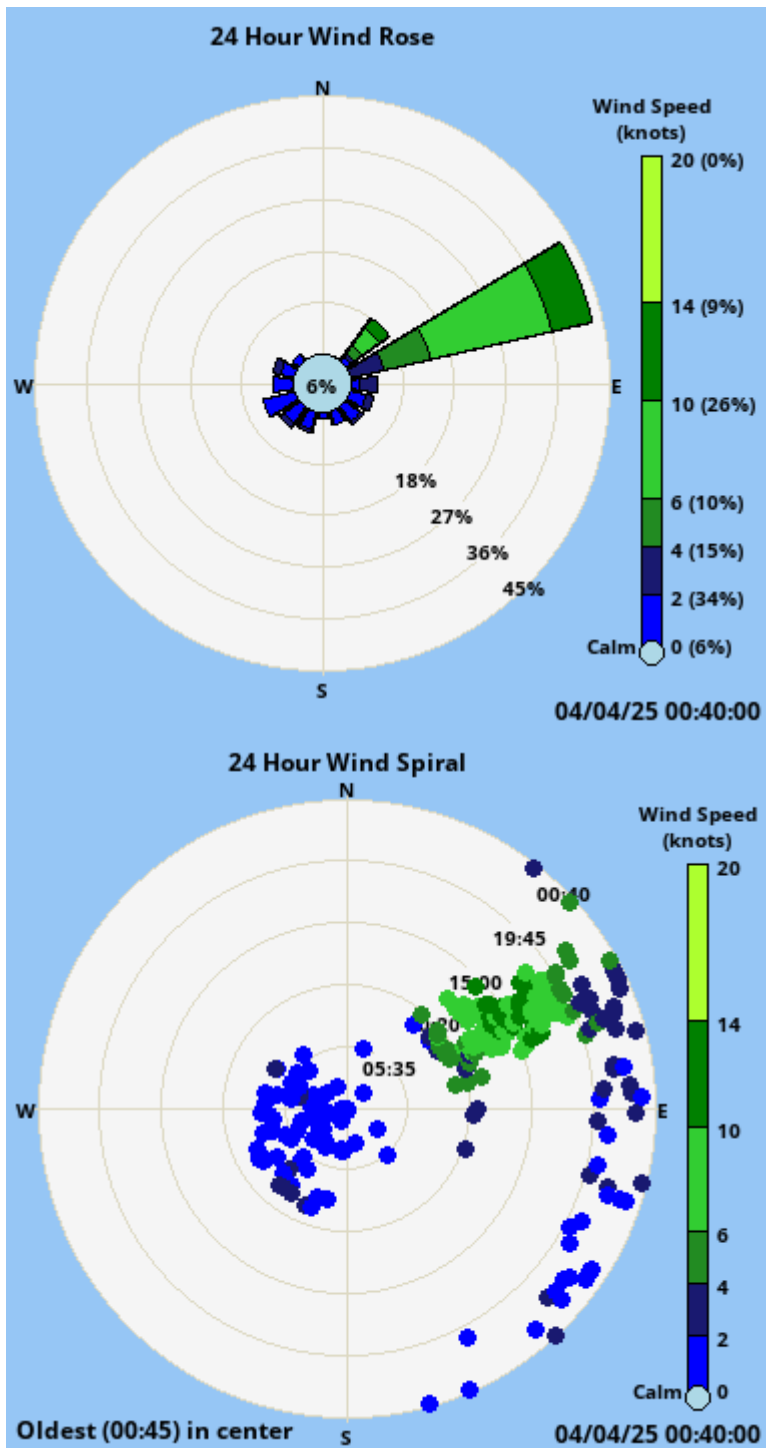 24 Hour Wind Rose
N
Wind Speed
(knots)
20 (0%)
14 (9%)
W
6%
E
10 (26%)
18%
6 (10%)
27%
4 (15%)
36%
2 (34%)
45%
Calm
0 (6%)
S
04/04/25 00:40:00
24 Hour Wind Spiral
N
Wind Speed
(knots)
20
00:40
19:45
15:00
14
05:35
W
E
10
6
4
2
Calm
0
Oldest (00:45) in center
S
04/04/25 00:40:00